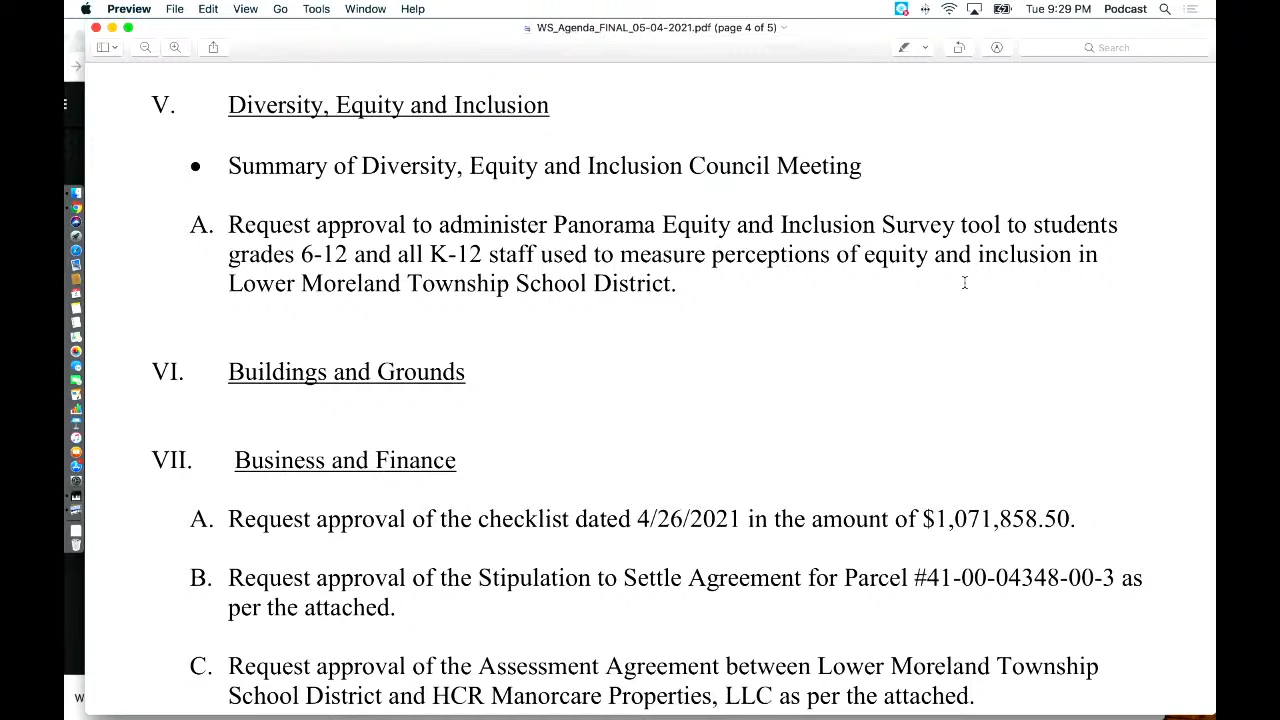 Preview File Edit View Go Tools Window Help Tue 9:29 PM Podcast
WS_Agenda_FINAL_05-04-2021.pdf (page 4 of 5)
Search
V. Diversity, Equity and Inclusion
• Summary of Diversity, Equity and Inclusion Council Meeting
A. Request approval to administer Panorama Equity and Inclusion Survey tool to students
grades 6-12 and all K-12 staff used to measure perceptions of equity and inclusion in
Lower Moreland Township School District.
VI. Buildings and Grounds
VII. Business and Finance
A. Request approval of the checklist dated 4/26/2021 in the amount of $1,071,858.50.
B. Request approval of the Stipulation to Settle Agreement for Parcel #41-00-04348-00-3 as
per the attached.
C. Request approval of the Assessment Agreement between Lower Moreland Township
W School District and HCR Manorcare Properties, LLC as per the attached.